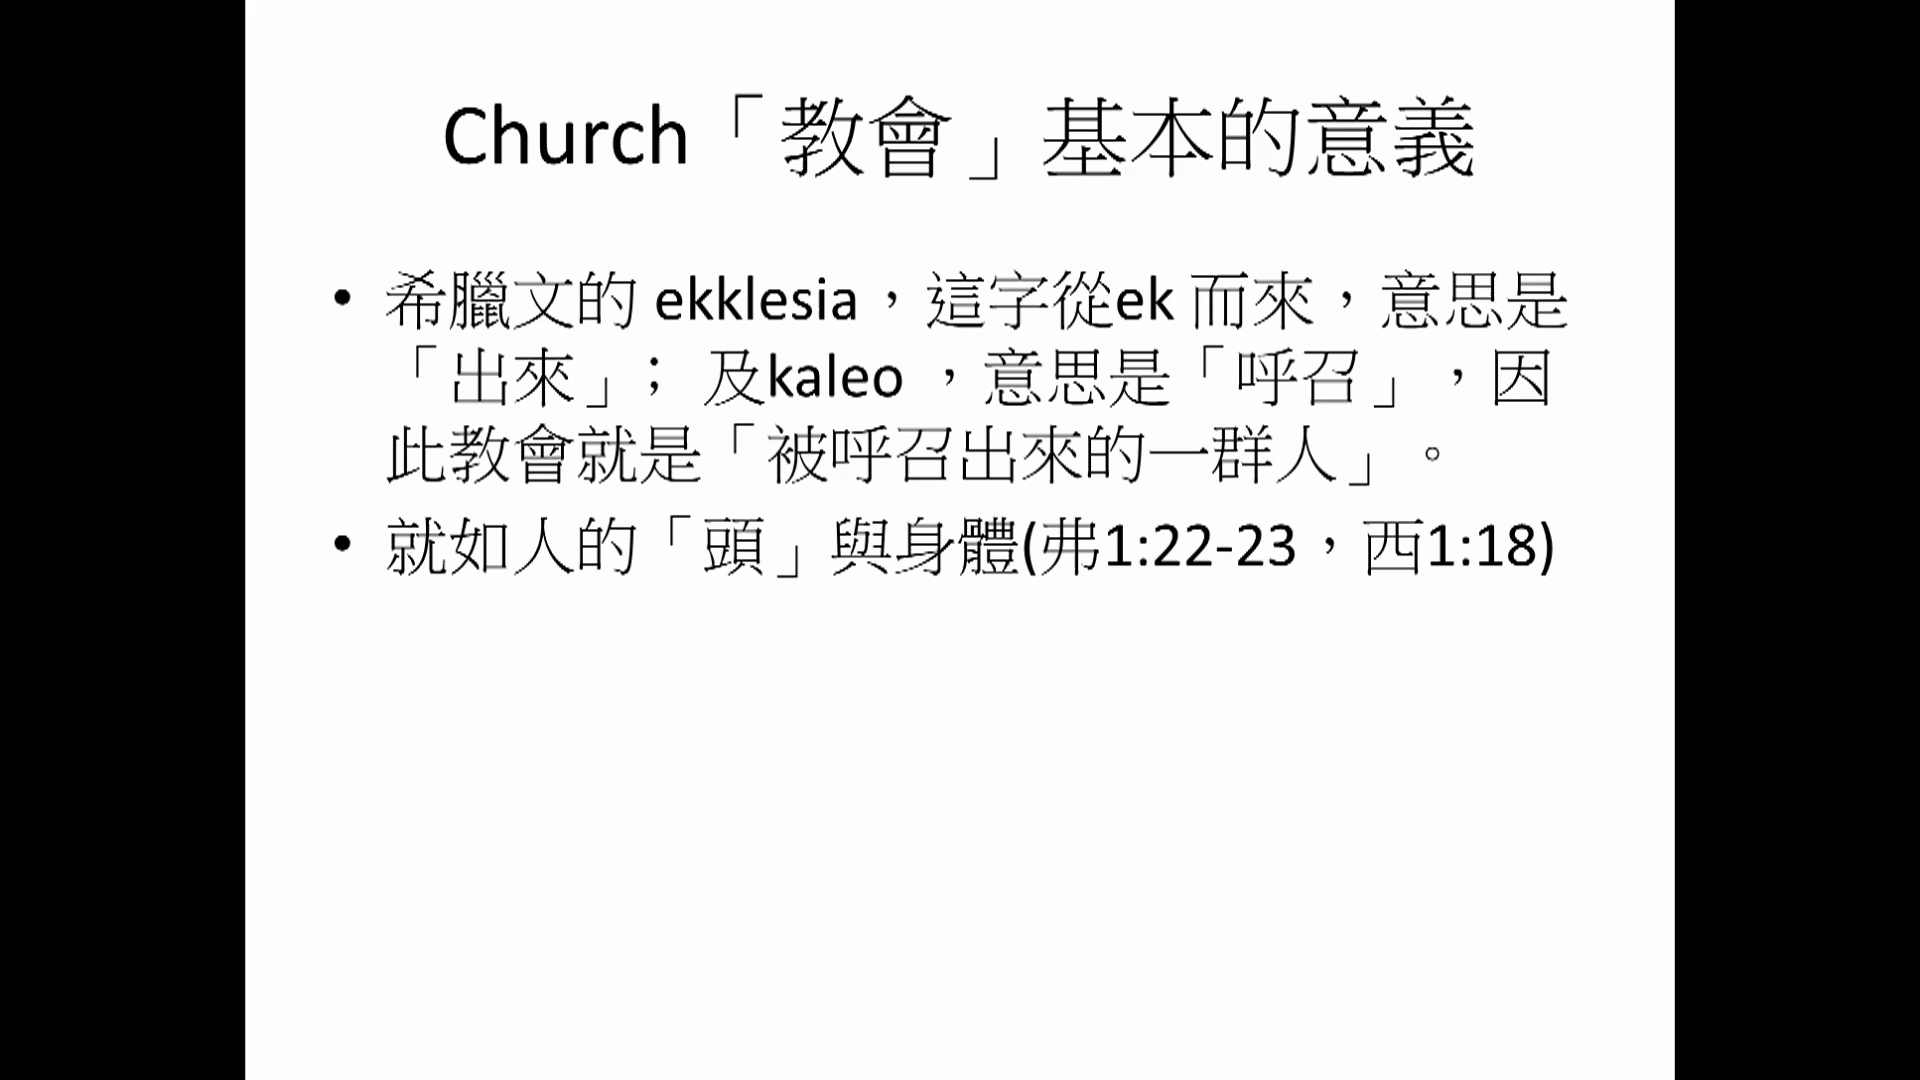 Church「教會」基本的意義
• 希臘文的 ekklesia，這字從ek 而來，意思是
「出來」； 及kaleo ，意思是「呼召」，因
此教會就是「被呼召出來的一群人」。
• 就如人的「頭」與身體(弗1:22-23，西1:18)